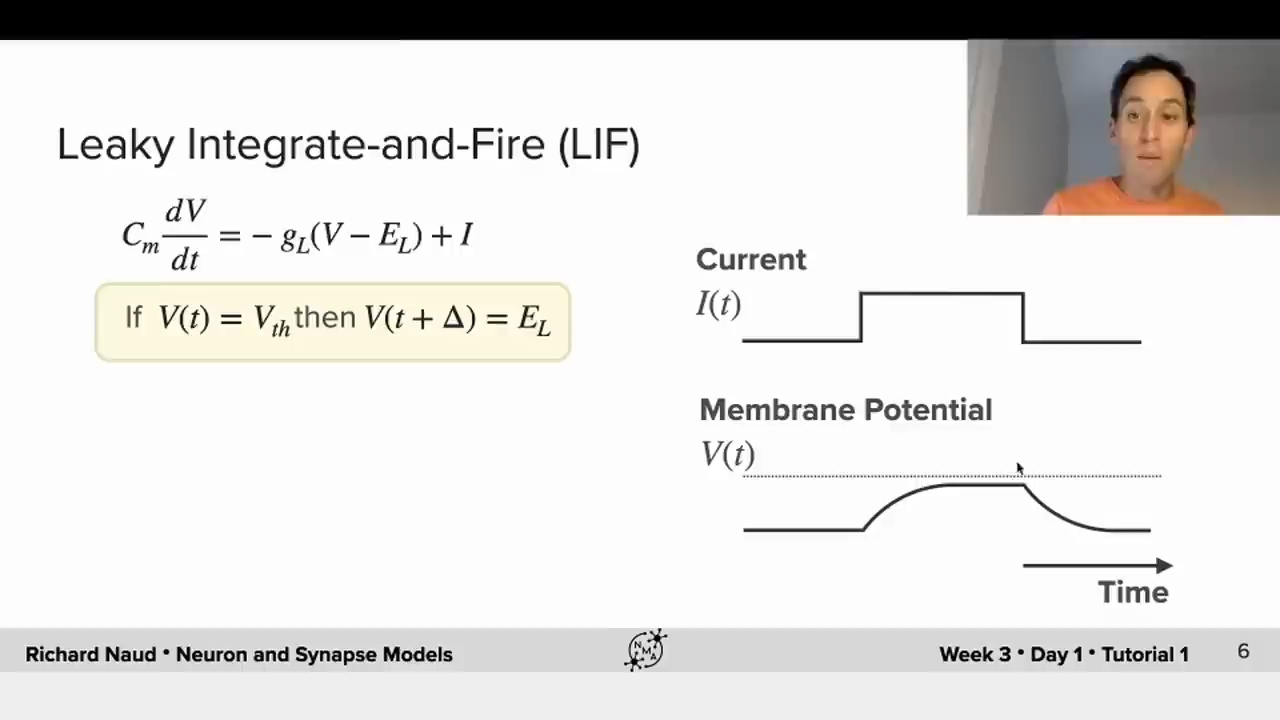 Leaky Integrate-and-Fire (LIF)
C_m dV/dt = − g_L(V − E_L) + I
If V(t) = V_th then V(t + Δ) = E_L
Current
I(t)
Membrane Potential
V(t)
Time
Richard Naud • Neuron and Synapse Models
NMA
Week 3 • Day 1 • Tutorial 1
6